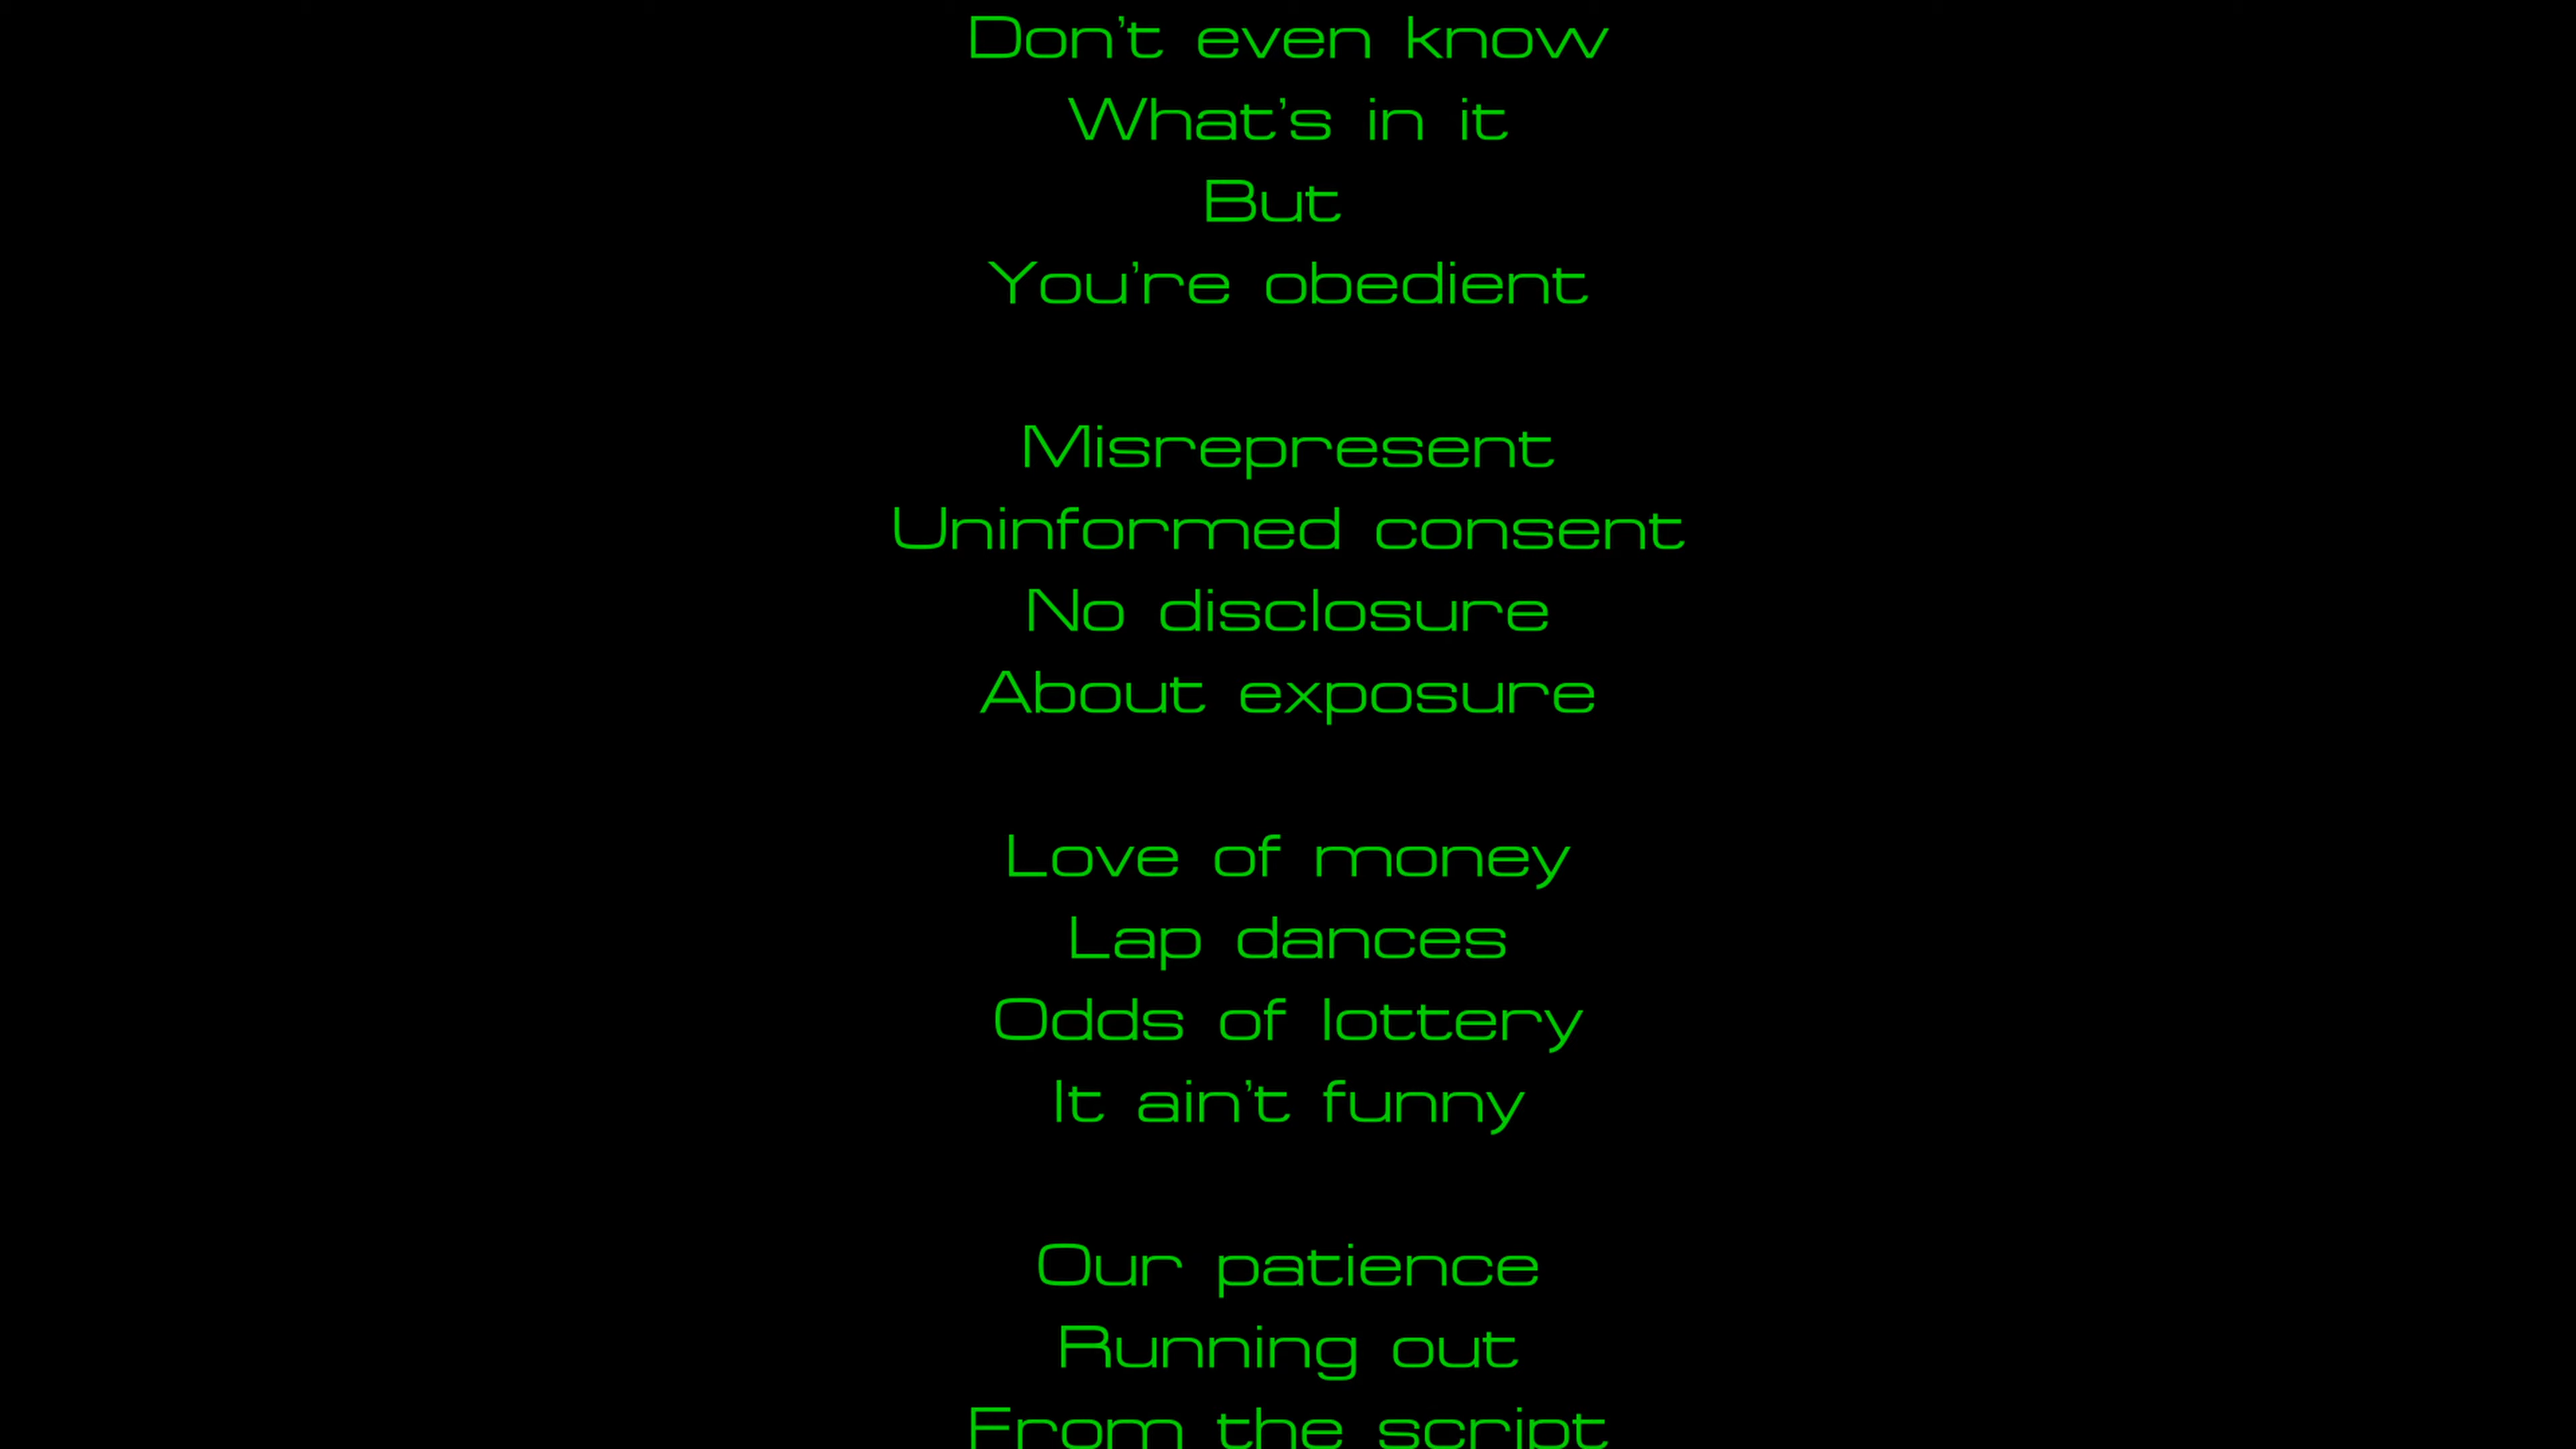 Don't even know
What's in it
But
You're obedient
Misrepresent
Uninformed consent
No disclosure
About exposure
Love of money
Lap dances
Odds of lottery
It ain't funny
Our patience
Running out
From the script